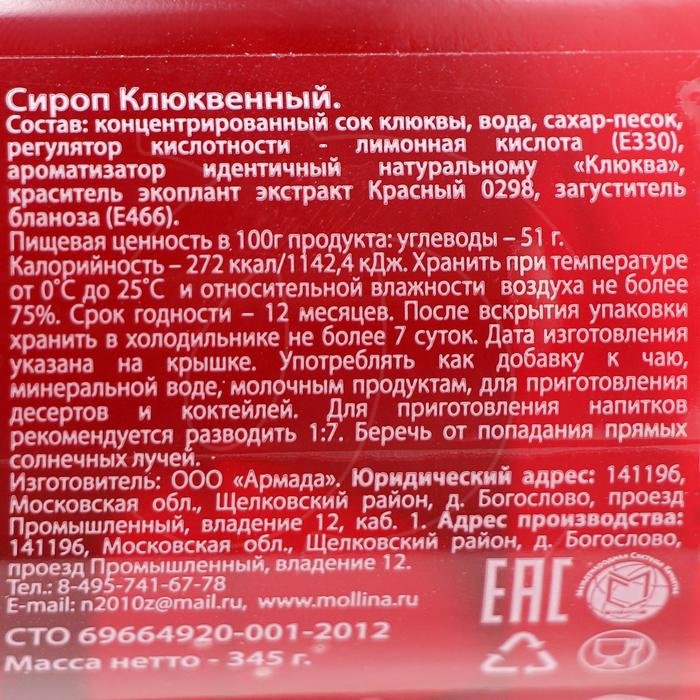 Сироп Клюквенный.
Состав: концентрированный сок клюквы, вода, сахар-песок,
регулятор кислотности - лимонная кислота (Е330),
ароматизатор идентичный натуральному «Клюква»,
краситель экоплант экстракт Красный 0298, загуститель
бланоза (Е466).
Пищевая ценность в 100г продукта: углеводы – 51 г.
Калорийность – 272 ккал/1142,4 кДж. Хранить при температуре
от 0˚С до 25˚С и относительной влажности воздуха не более
75%. Срок годности – 12 месяцев. После вскрытия упаковки
хранить в холодильнике не более 7 суток. Дата изготовления
указана на крышке. Употреблять как добавку к чаю,
минеральной воде, молочным продуктам, для приготовления
десертов и коктейлей. Для приготовления напитков
рекомендуется разводить 1:7. Беречь от попадания прямых
солнечных лучей.
Изготовитель: ООО «Армада». Юридический адрес: 141196,
Московская обл., Щелковский район, д. Богослово, проезд
Промышленный, владение 12, каб. 1. Адрес производства:
141196, Московская обл., Щелковский район, д. Богослово,
проезд Промышленный, владение 12.
Тел.: 8-495-741-67-78
E-mail: n2010z@mail.ru, www.mollina.ru
СТО 69664920-001-2012
Масса нетто - 345 г.
ЕАС